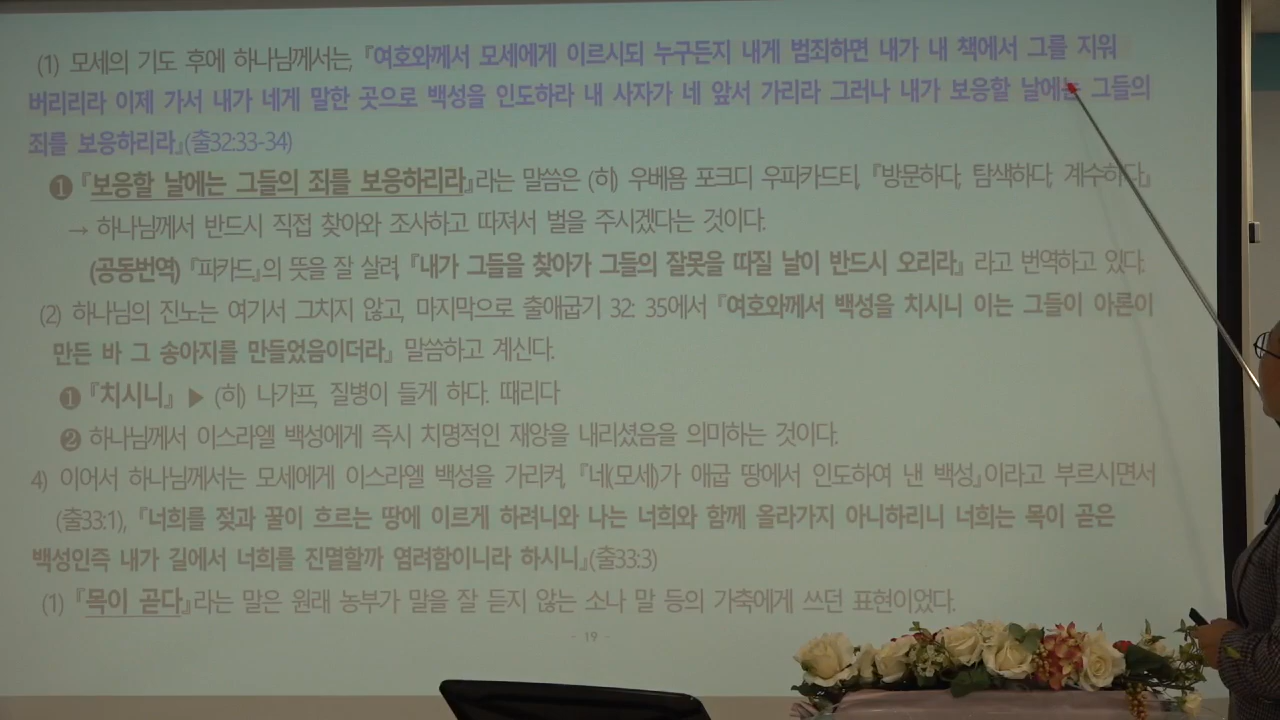 (1) 모세의 기도 후에 하나님께서는, 『여호와께서 모세에게 이르시되 누구든지 내게 범죄하면 내가 내 책에서 그를 지워
버리리라 이제 가서 내가 네게 말한 곳으로 백성을 인도하라 내 사자가 네 앞서 가리라 그러나 내가 보응할 날에는 그들의
죄를 보응하리라』(출32:33-34)
❶ 『보응할 날에는 그들의 죄를 보응하리라』라는 말씀은 (히) 우베욤 포크디 우파카드티, 『방문하다, 탐색하다, 계수하다』
→ 하나님께서 반드시 직접 찾아와 조사하고 따져서 벌을 주시겠다는 것이다.
(공동번역) 『파카드』의 뜻을 잘 살려, 『내가 그들을 찾아가 그들의 잘못을 따질 날이 반드시 오리라』 라고 번역하고 있다.
(2) 하나님의 진노는 여기서 그치지 않고, 마지막으로 출애굽기 32: 35에서 『여호와께서 백성을 치시니 이는 그들이 아론이
만든 바 그 송아지를 만들었음이더라』 말씀하고 계신다.
❶ 『치시니』 ▶ (히) 나가프, 질병이 들게 하다. 때리다
❷ 하나님께서 이스라엘 백성에게 즉시 치명적인 재앙을 내리셨음을 의미하는 것이다.
4) 이어서 하나님께서는 모세에게 이스라엘 백성을 가리켜, 『네(모세)가 애굽 땅에서 인도하여 낸 백성』이라고 부르시면서
(출33:1), 『너희를 젖과 꿀이 흐르는 땅에 이르게 하려니와 나는 너희와 함께 올라가지 아니하리니 너희는 목이 곧은
백성인즉 내가 길에서 너희를 진멸할까 염려함이니라 하시니』(출33:3)
(1) 『목이 곧다』라는 말은 원래 농부가 말을 잘 듣지 않는 소나 말 등의 가축에게 쓰던 표현이었다.
- 19 -